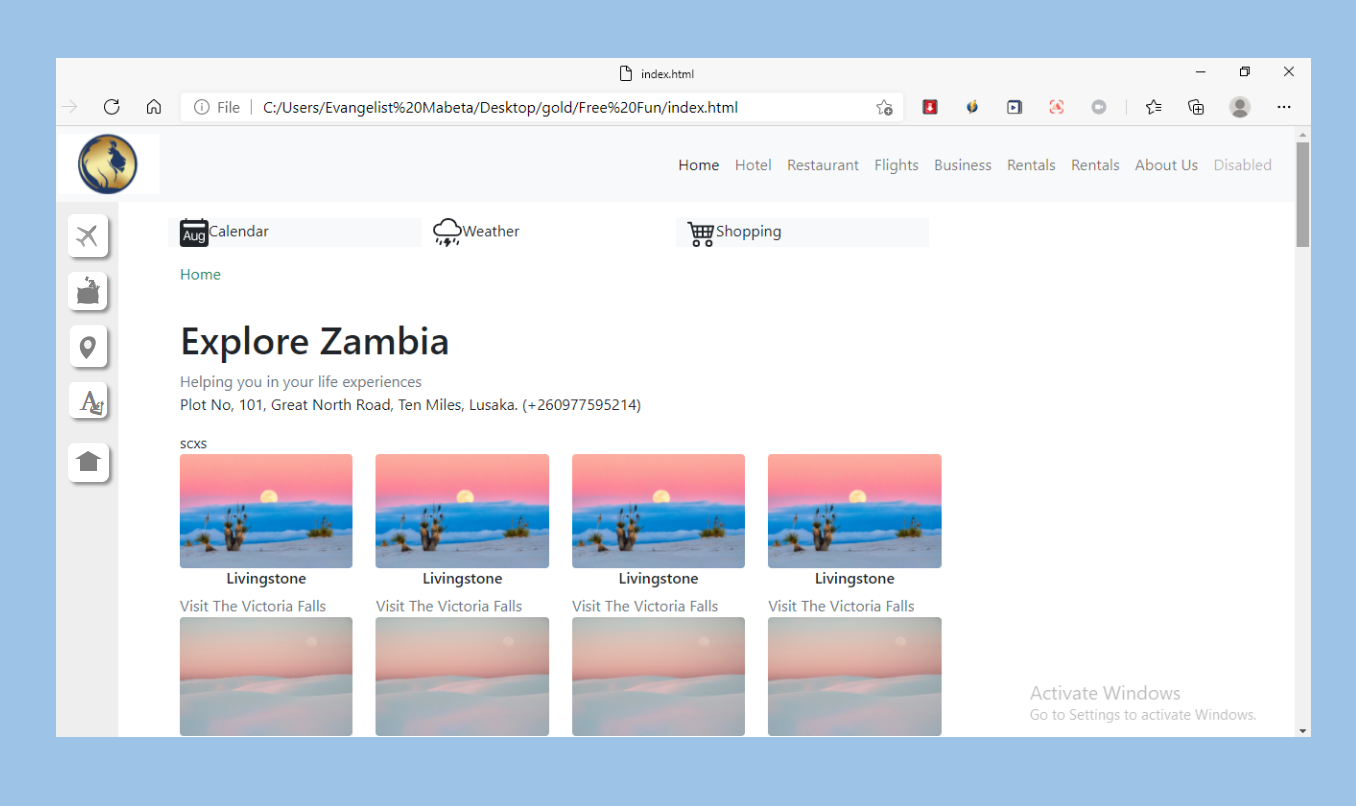 index.html
File C:/Users/Evangelist%20Mabeta/Desktop/gold/Free%20Fun/index.html
Home Hotel Restaurant Flights Business Rentals Rentals About Us Disabled
Aug Calendar Weather Shopping
Home
Explore Zambia
Helping you in your life experiences
Plot No, 101, Great North Road, Ten Miles, Lusaka. (+260977595214)
scxs
Livingstone Livingstone Livingstone Livingstone
Visit The Victoria Falls Visit The Victoria Falls Visit The Victoria Falls Visit The Victoria Falls
Activate Windows
Go to Settings to activate Windows.